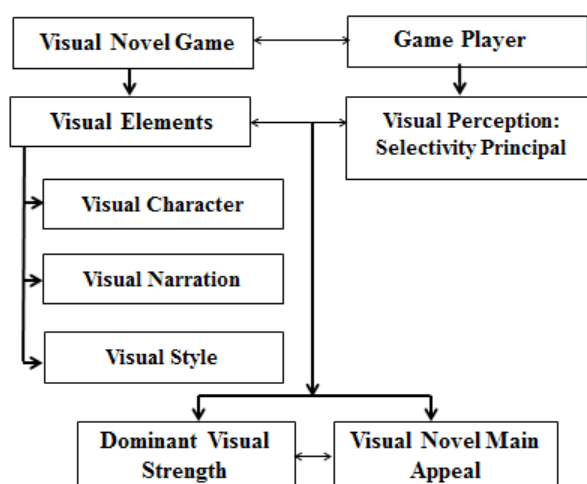 Visual Novel Game
Game Player
Visual Elements
Visual Perception:
Selectivity Principal
Visual Character
Visual Narration
Visual Style
Dominant Visual
Strength
Visual Novel Main
Appeal